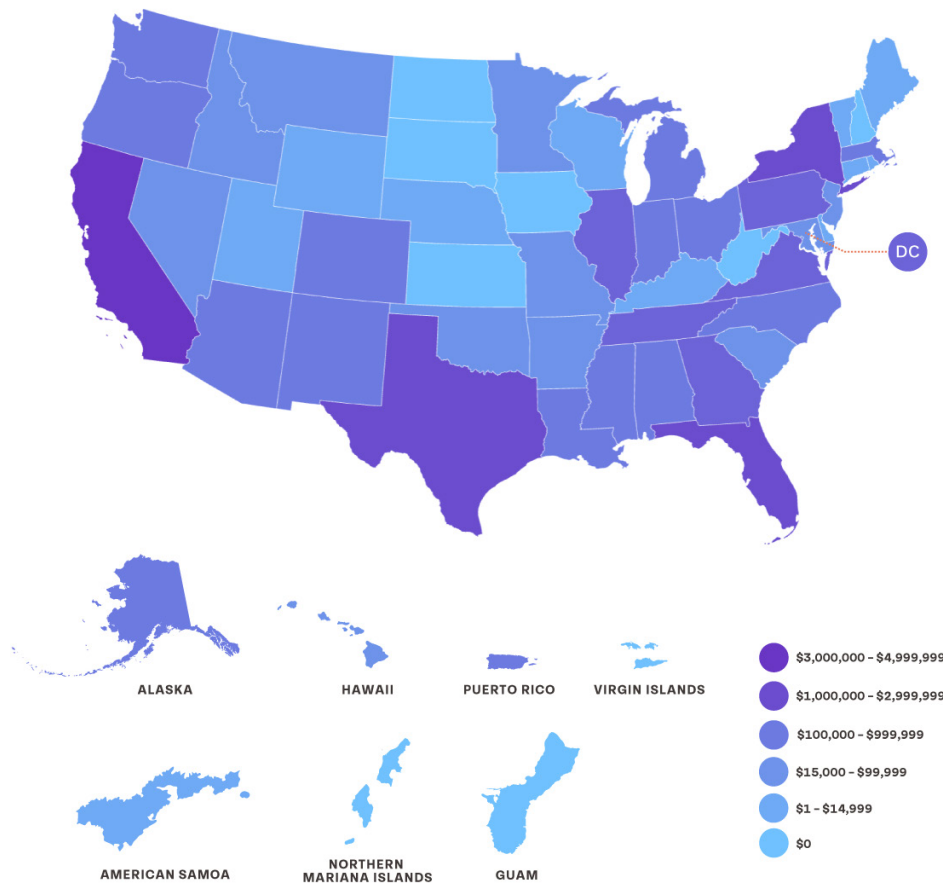 DC
ALASKA
HAWAII
PUERTO RICO
VIRGIN ISLANDS
AMERICAN SAMOA
NORTHERN
MARIANA ISLANDS
GUAM
$3,000,000 – $4,999,999
$1,000,000 – $2,999,999
$100,000 – $999,999
$15,000 – $99,999
$1 – $14,999
$0